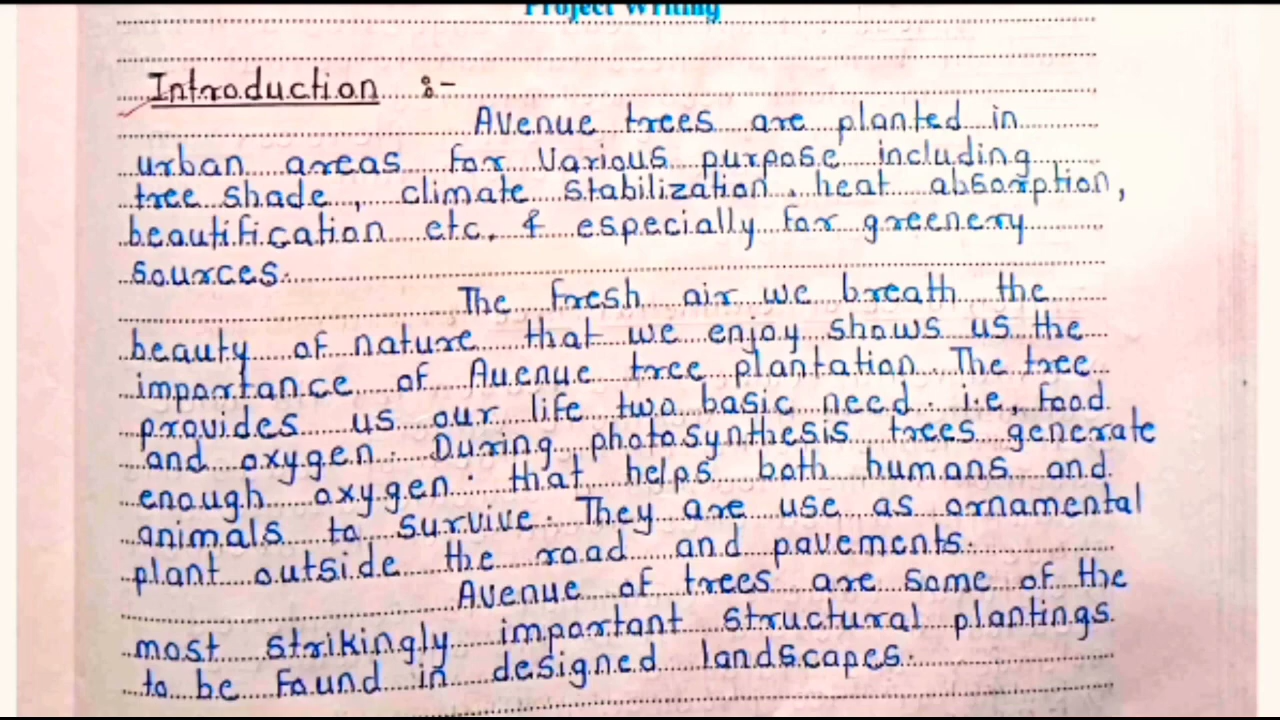 Project Writing
Introduction :-
Avenue trees are planted in
urban areas for various purpose including
tree shade, climate stabilization. heat absorption,
beautification etc. & especially for greenery
sources.
The fresh air we breath the
beauty of nature that we enjoy shows us the
importance of Avenue tree plantation. The tree
provides us our life two basic need. i.e, food
and oxygen. During photosynthesis trees generate
enough oxygen. that helps both humans and
animals to survive. They are use as ornamental
plant outside the road and pavements.
Avenue of trees are some of the
most strikingly important structural plantings
to be found in designed landscapes.